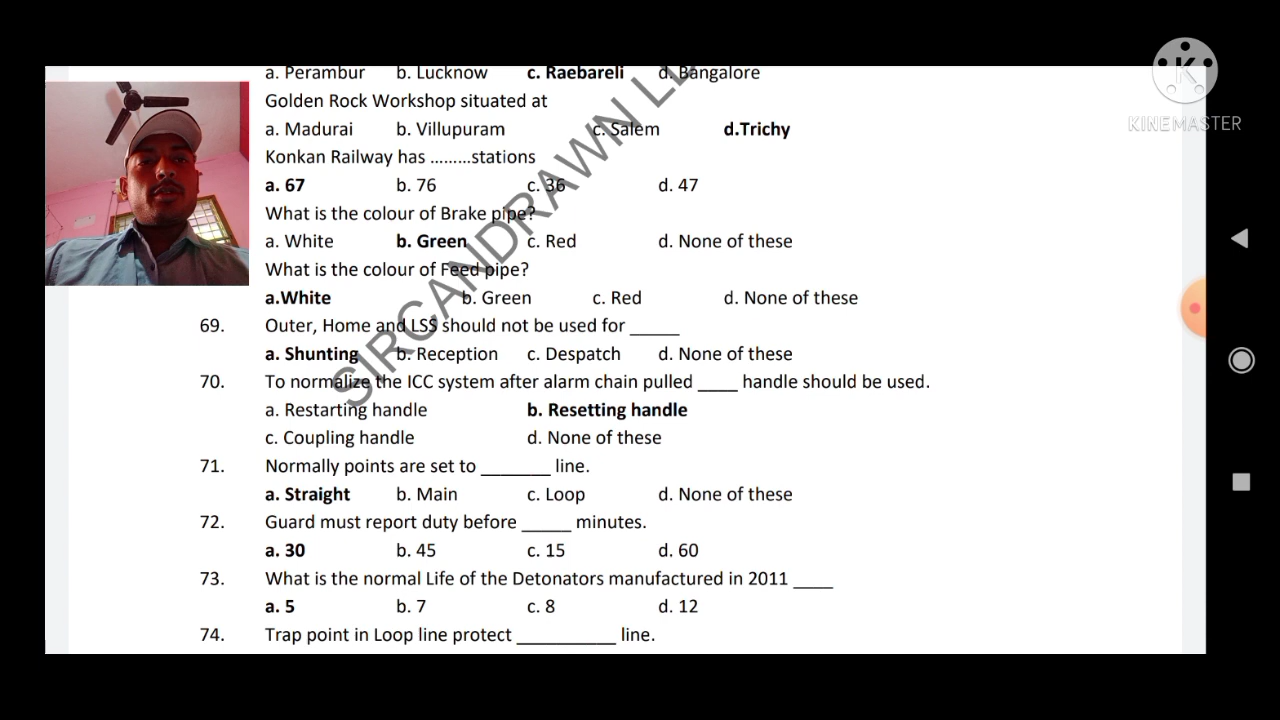 a. Perambur b. Lucknow c. Raebareli d. Bangalore
Golden Rock Workshop situated at
a. Madurai b. Villupuram c. Salem d.Trichy
Konkan Railway has .........stations
a. 67 b. 76 c. 36 d. 47
What is the colour of Brake pipe?
a. White b. Green c. Red d. None of these
What is the colour of Feed pipe?
a.White b. Green c. Red d. None of these
69. Outer, Home and LSS should not be used for _____
a. Shunting b. Reception c. Despatch d. None of these
70. To normalize the ICC system after alarm chain pulled ____ handle should be used.
a. Restarting handle b. Resetting handle
c. Coupling handle d. None of these
71. Normally points are set to _______ line.
a. Straight b. Main c. Loop d. None of these
72. Guard must report duty before _____ minutes.
a. 30 b. 45 c. 15 d. 60
73. What is the normal Life of the Detonators manufactured in 2011 ____
a. 5 b. 7 c. 8 d. 12
74. Trap point in Loop line protect __________ line.
SIRCANDRAWN
K
KINEMASTER